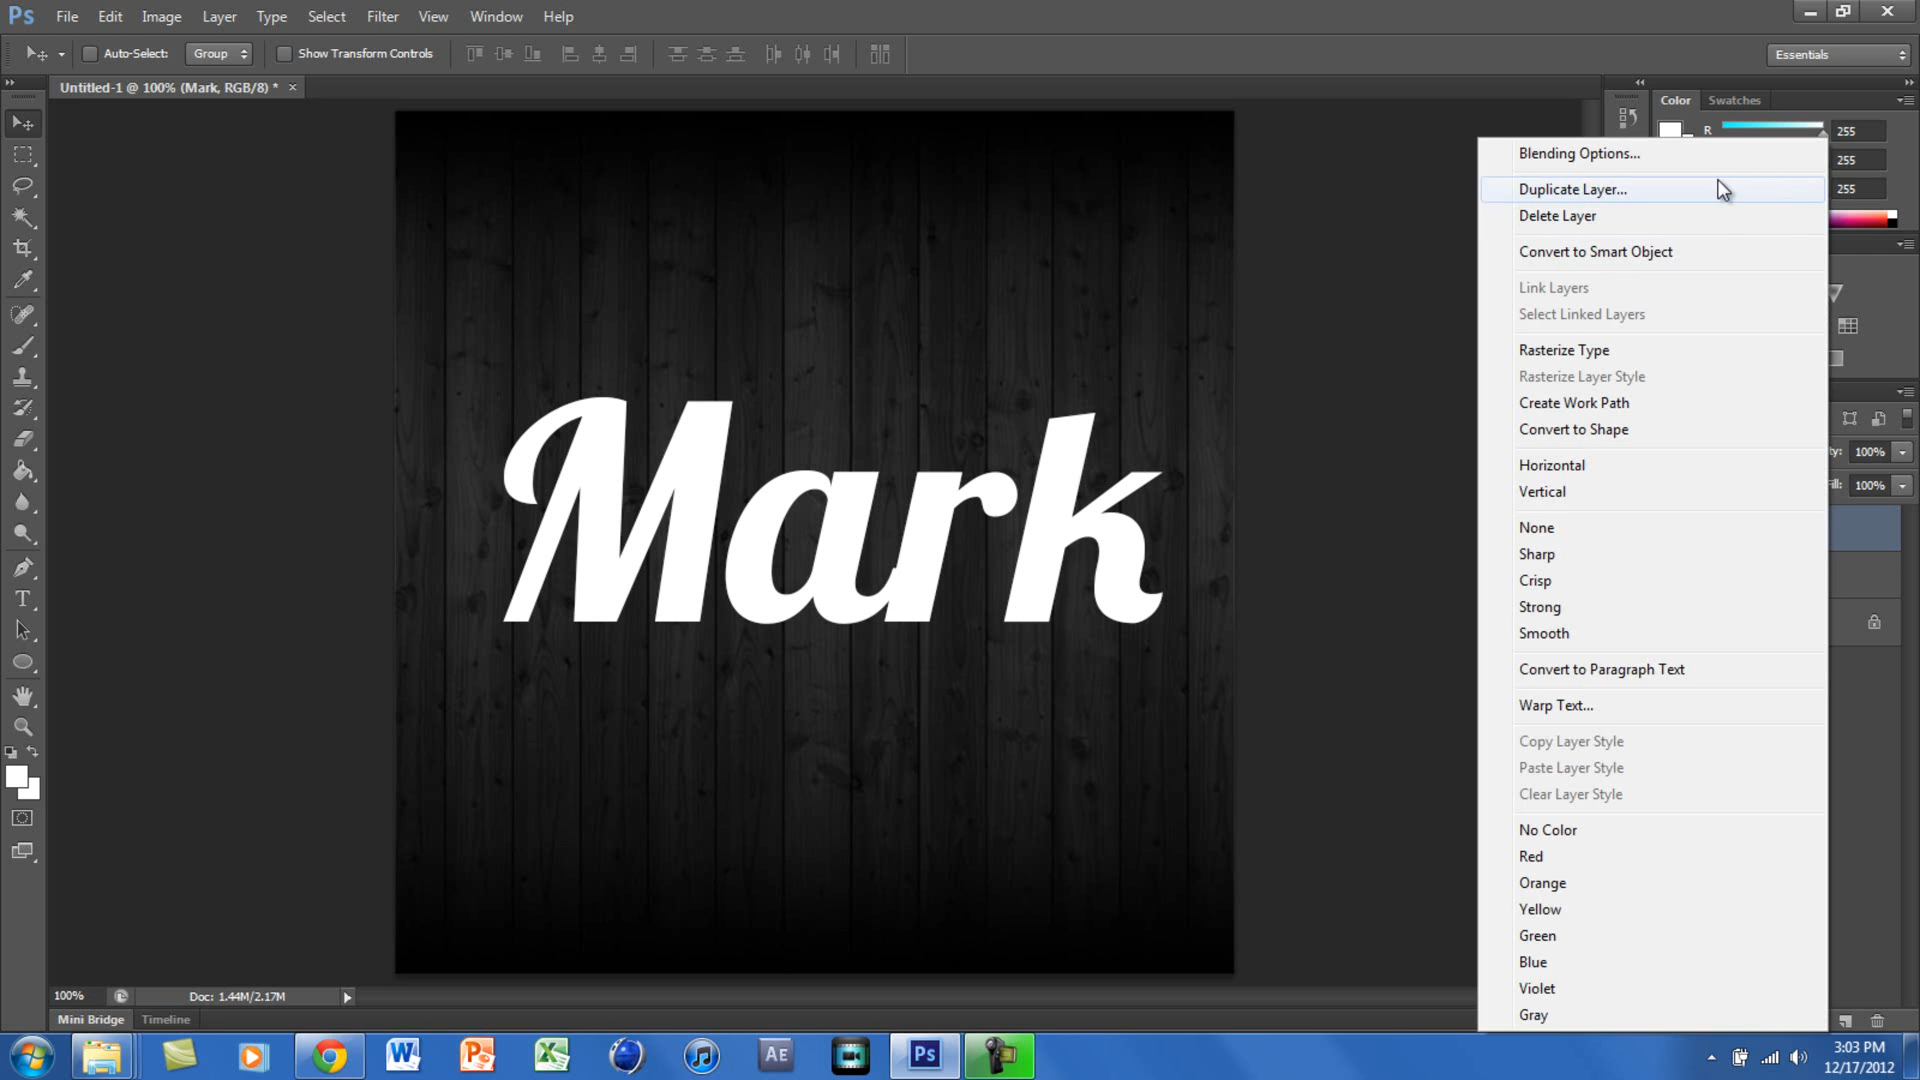 Ps File Edit Image Layer Type Select Filter View Window Help
Auto-Select: Group Show Transform Controls Essentials
Untitled-1 @ 100% (Mark, RGB/8) * ×
Color Swatches
R 255
255
255
Blending Options...
Duplicate Layer...
Delete Layer
Convert to Smart Object
Link Layers
Select Linked Layers
Rasterize Type
Rasterize Layer Style
Create Work Path
Convert to Shape
ty: 100%
Horizontal
ill: 100%
Vertical
None
Sharp
Crisp
Strong
Smooth
Convert to Paragraph Text
Warp Text...
Copy Layer Style
Paste Layer Style
Clear Layer Style
No Color
Red
Orange
Yellow
Green
Blue
Violet
Gray
Mark
T
100% Doc: 1.44M/2.17M
Mini Bridge Timeline
W P X AE Ps
3:03 PM
12/17/2012